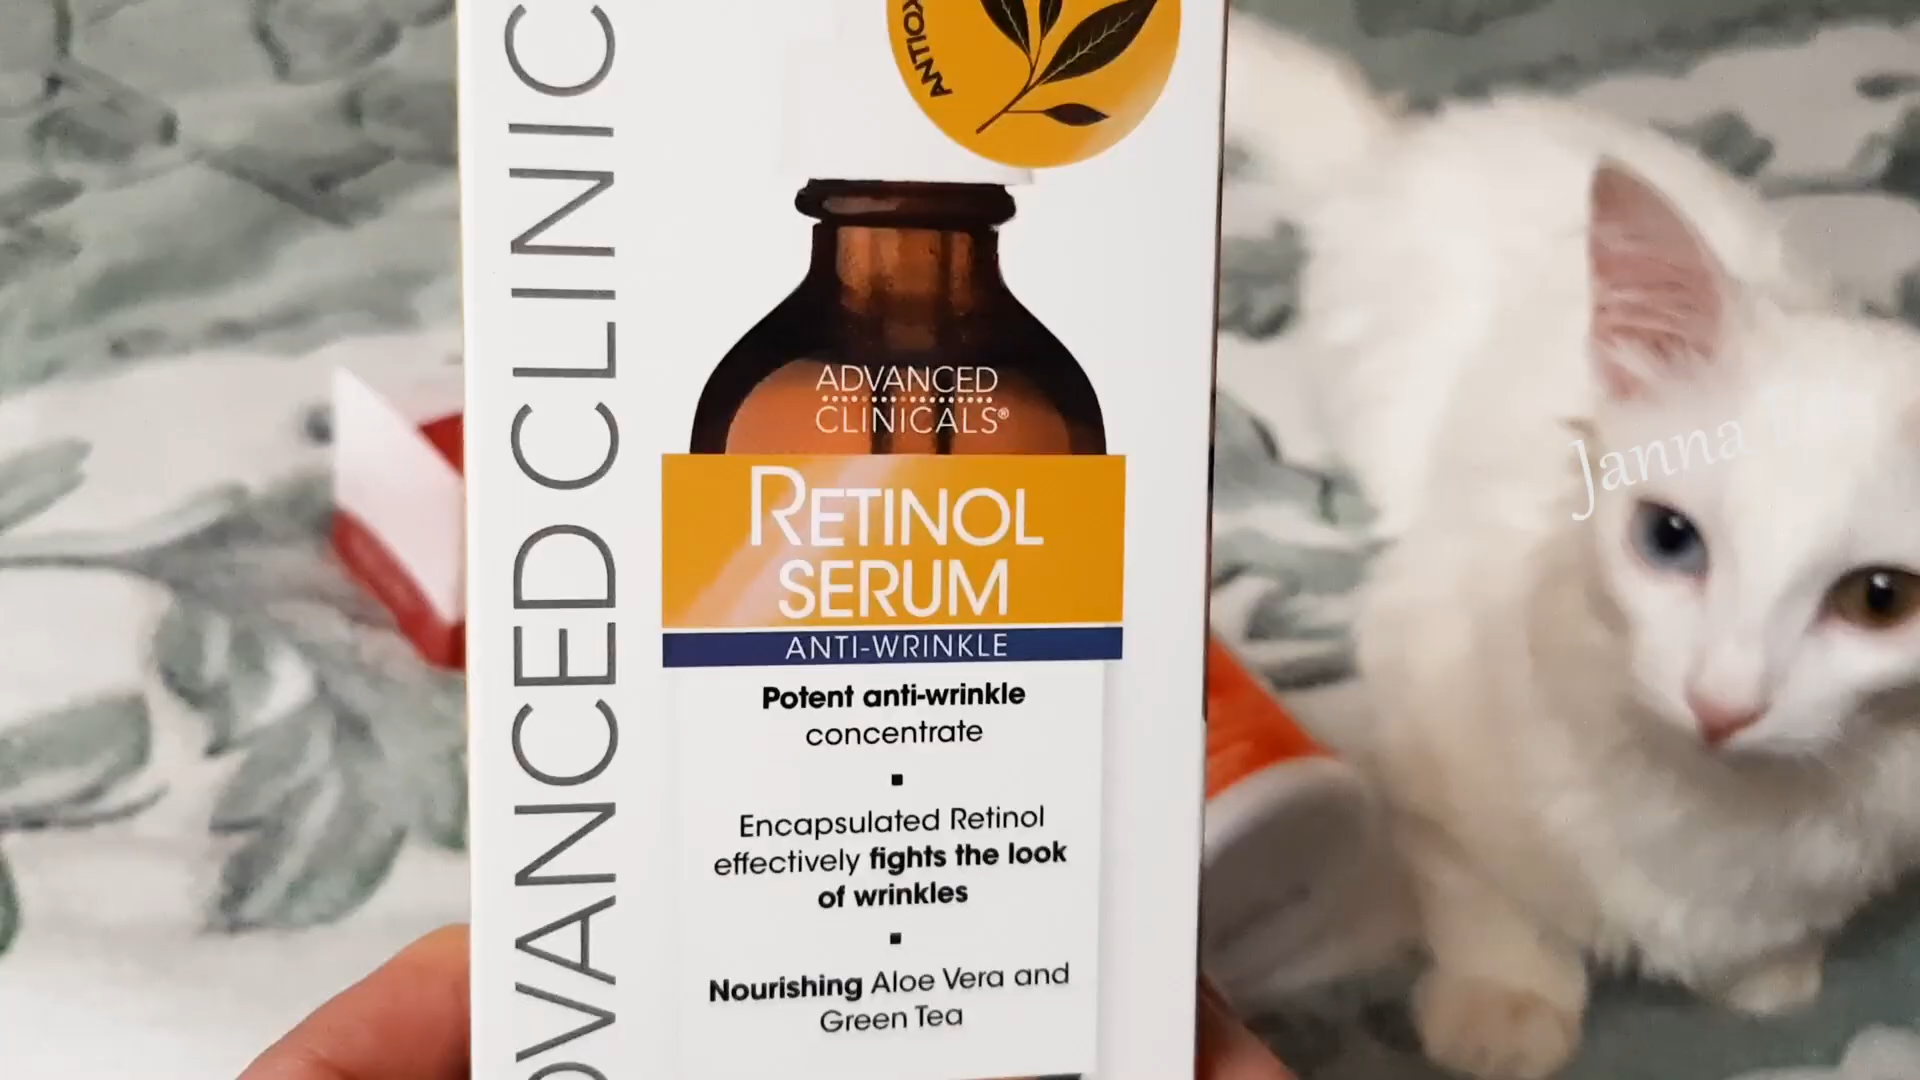 ADVANCED CLINIC
ADVANCED
CLINICALS®
RETINOL
SERUM
ANTI-WRINKLE
Potent anti-wrinkle
concentrate
▪
Encapsulated Retinol
effectively fights the look
of wrinkles
▪
Nourishing Aloe Vera and
Green Tea
Janna